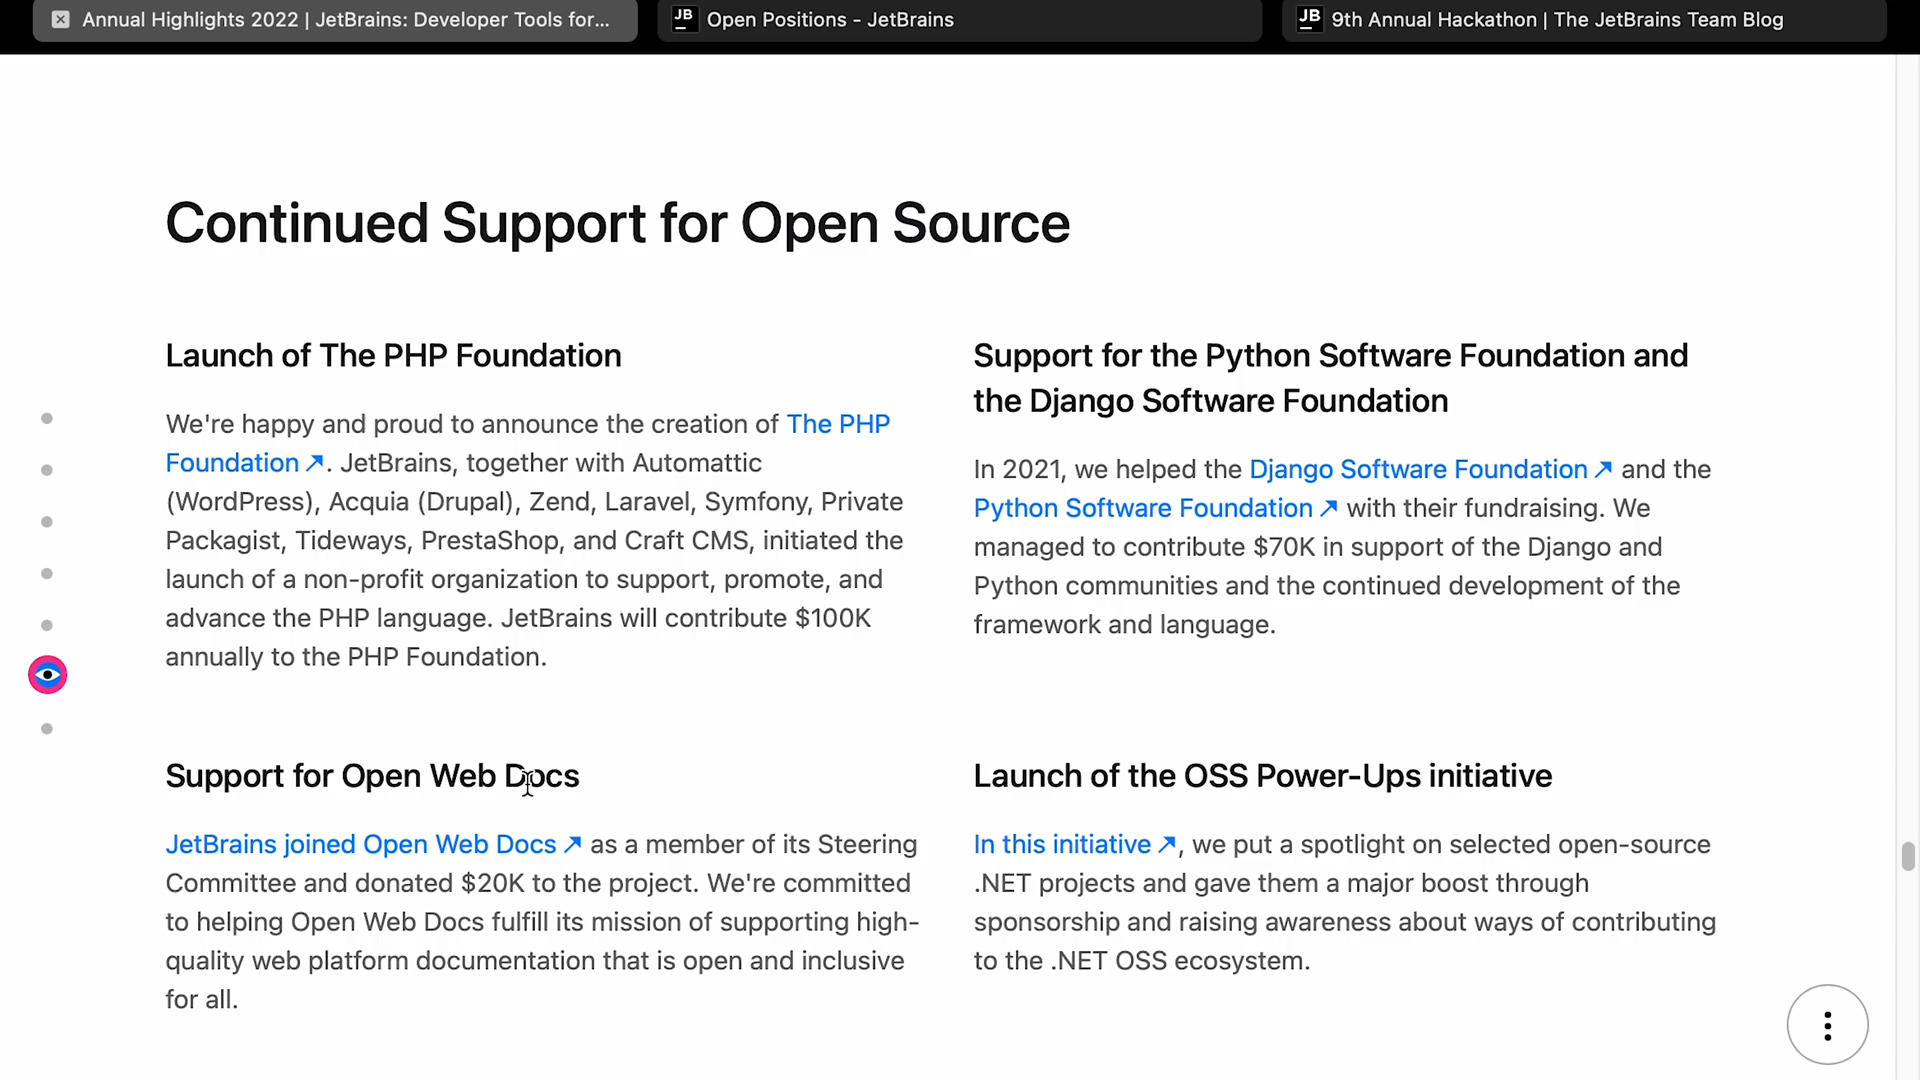 Annual Highlights 2022 | JetBrains: Developer Tools for...
JB Open Positions - JetBrains
JB 9th Annual Hackathon | The JetBrains Team Blog
Continued Support for Open Source
Launch of The PHP Foundation
We're happy and proud to announce the creation of The PHP
Foundation ↗. JetBrains, together with Automattic
(WordPress), Acquia (Drupal), Zend, Laravel, Symfony, Private
Packagist, Tideways, PrestaShop, and Craft CMS, initiated the
launch of a non-profit organization to support, promote, and
advance the PHP language. JetBrains will contribute $100K
annually to the PHP Foundation.
Support for the Python Software Foundation and
the Django Software Foundation
In 2021, we helped the Django Software Foundation ↗ and the
Python Software Foundation ↗ with their fundraising. We
managed to contribute $70K in support of the Django and
Python communities and the continued development of the
framework and language.
Support for Open Web Docs
JetBrains joined Open Web Docs ↗ as a member of its Steering
Committee and donated $20K to the project. We're committed
to helping Open Web Docs fulfill its mission of supporting high-
quality web platform documentation that is open and inclusive
for all.
Launch of the OSS Power-Ups initiative
In this initiative ↗, we put a spotlight on selected open-source
.NET projects and gave them a major boost through
sponsorship and raising awareness about ways of contributing
to the .NET OSS ecosystem.